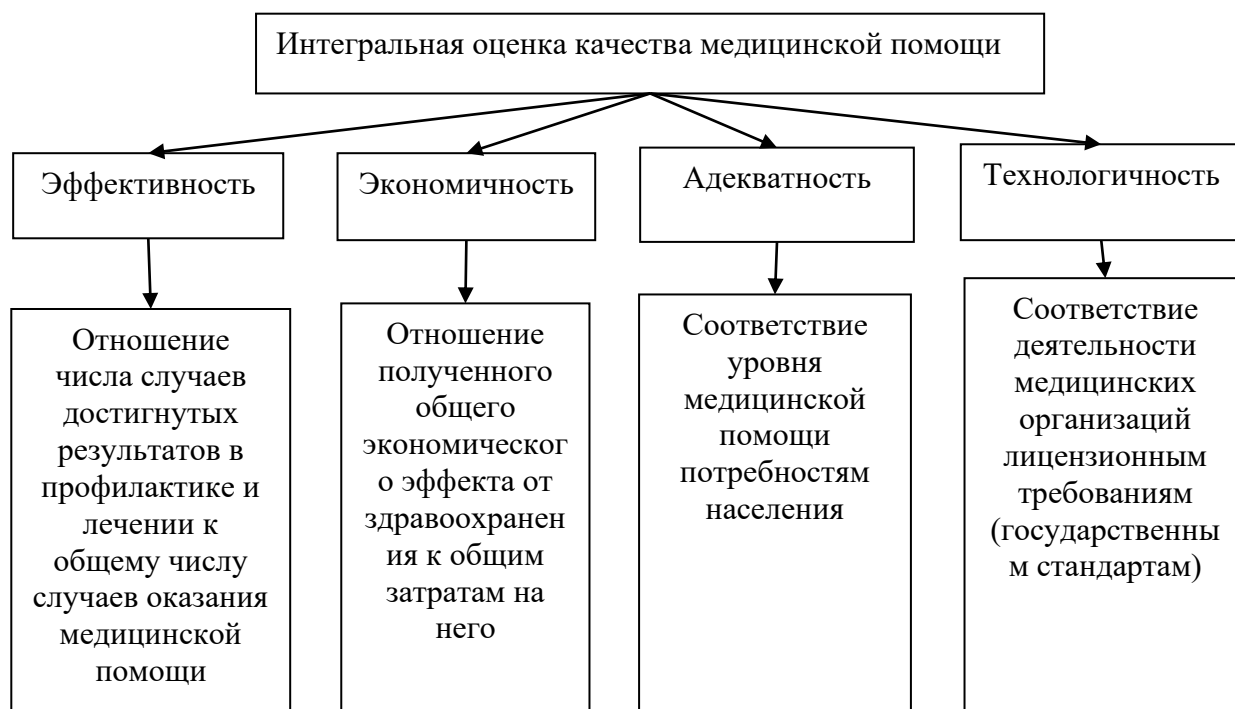 Интегральная оценка качества медицинской помощи
Эффективность
Экономичность
Адекватность
Технологичность
Отношение
числа случаев
достигнутых
результатов в
профилактике и
лечении к
общему числу
случаев оказания
медицинской
помощи
Отношение
полученного
общего
экономическог
о эффекта от
здравоохранен
ия к общим
затратам на
него
Соответствие
уровня
медицинской
помощи
потребностям
населения
Соответствие
деятельности
медицинских
организаций
лицензионным
требованиям
(государственны
м стандартам)